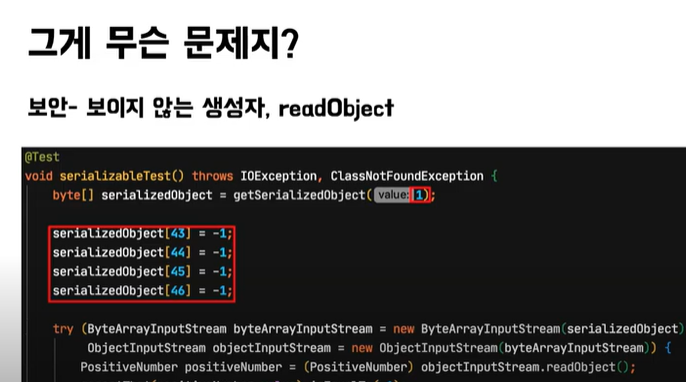 그게 무슨 문제지?
보안- 보이지 않는 생성자, readObject
@Test
void serializableTest() throws IOException, ClassNotFoundException {
byte[] serializedObject = getSerializedObject( value: 1);
serializedObject[43] = -1;
serializedObject[44] = -1;
serializedObject[45] = -1;
serializedObject[46] = -1;
try (ByteArrayInputStream byteArrayInputStream = new ByteArrayInputStream(serializedObject)
ObjectInputStream objectInputStream = new ObjectInputStream(byteArrayInputStream)) {
PositiveNumber positiveNumber = (PositiveNumber) objectInputStream.readObject();